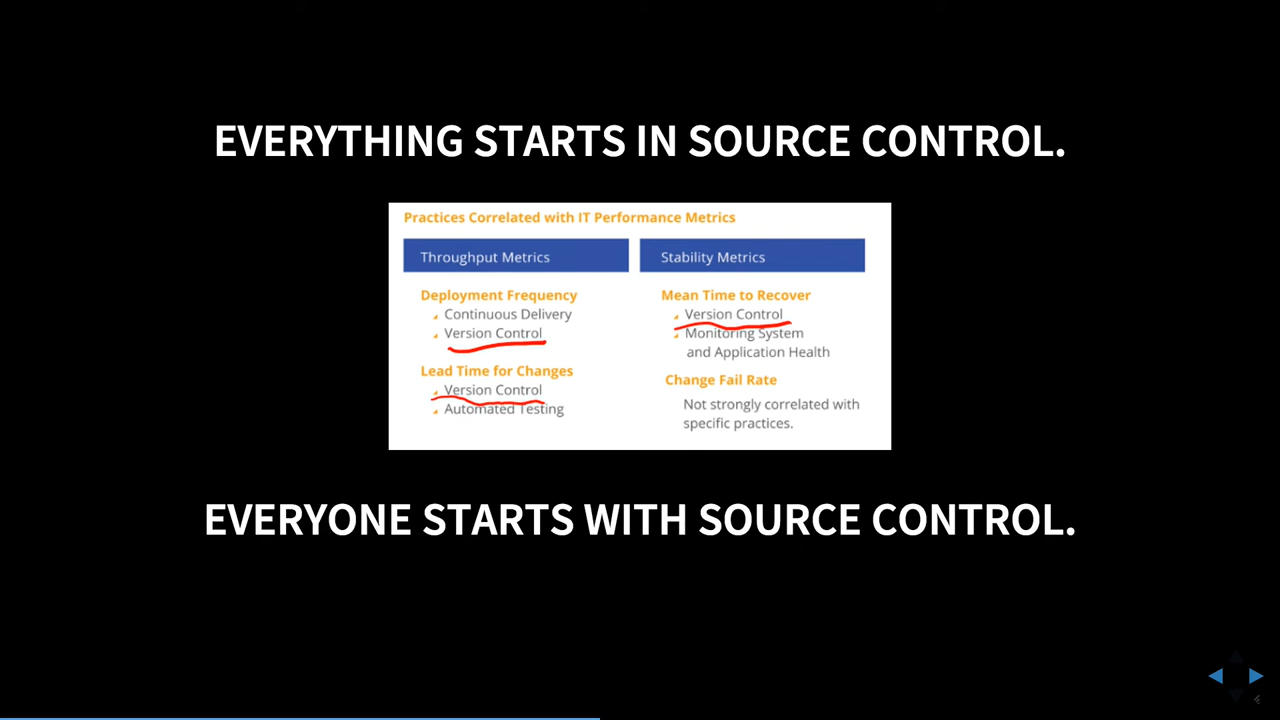 EVERYTHING STARTS IN SOURCE CONTROL.
Practices Correlated with IT Performance Metrics
Throughput Metrics
Deployment Frequency
Continuous Delivery
Version Control
Lead Time for Changes
Version Control
Automated Testing
Stability Metrics
Mean Time to Recover
Version Control
Monitoring System
and Application Health
Change Fail Rate
Not strongly correlated with
specific practices.
EVERYONE STARTS WITH SOURCE CONTROL.